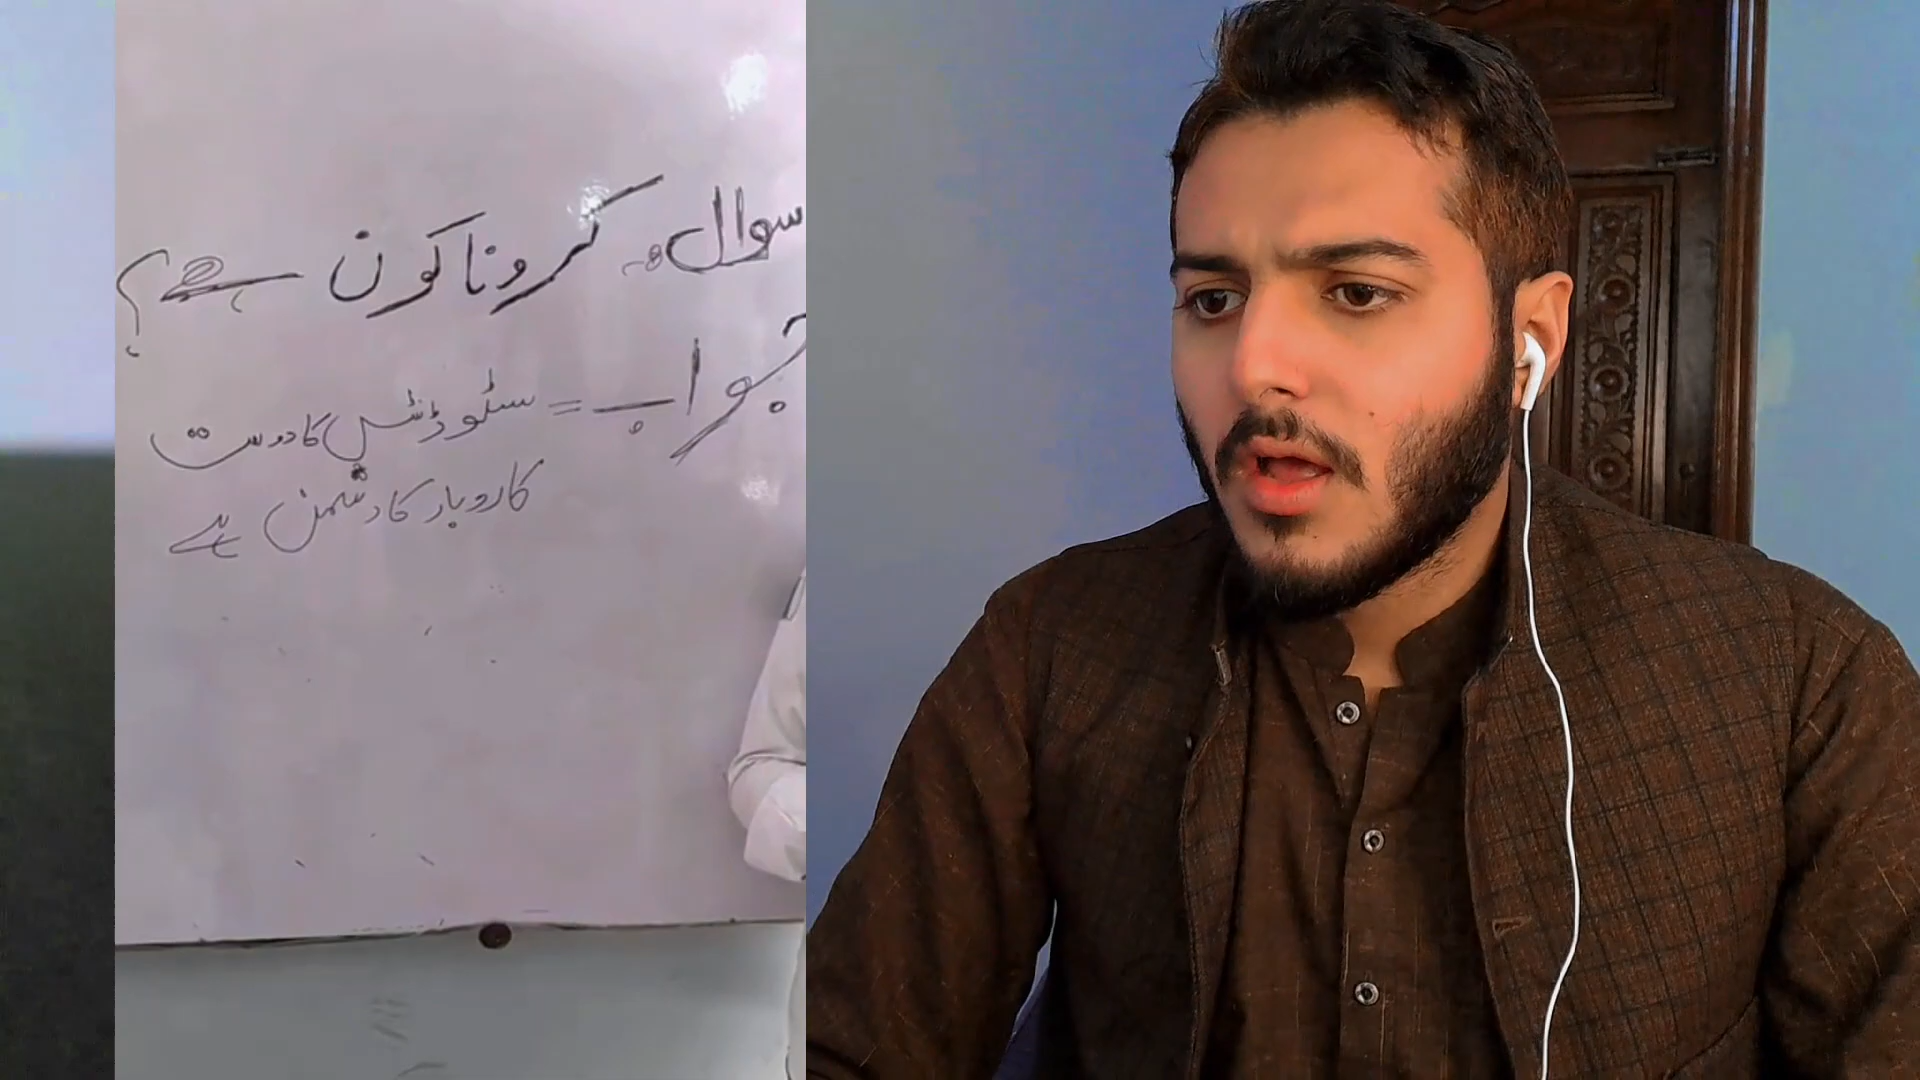 سوال۔ کرونا کون ہے؟
جواب = سٹوڈنٹس کا دوست
کاروبار کا دشمن ہے